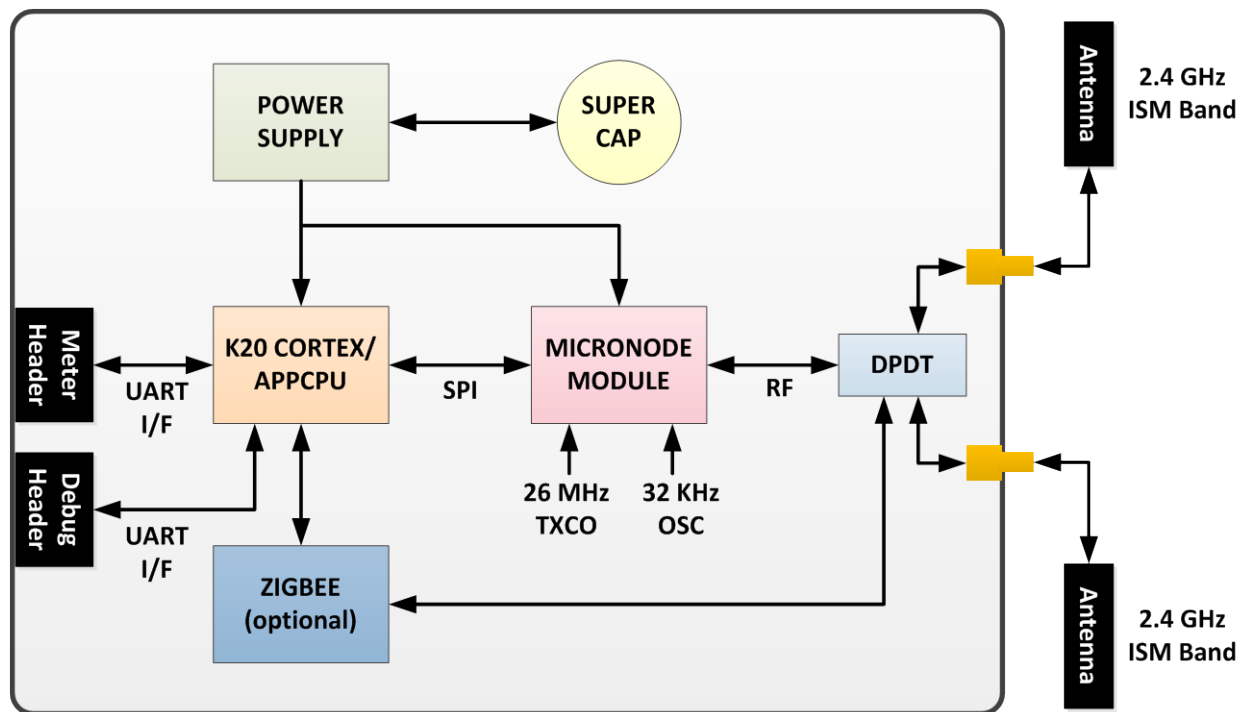 POWER
SUPPLY
SUPER
CAP
Antenna
2.4 GHz
ISM Band
Meter
Header
UART
I/F
K20 CORTEX/
APPCPU
SPI
MICRONODE
MODULE
RF
DPDT
26 MHz
TXCO
32 KHz
OSC
Debug
Header
UART
I/F
ZIGBEE
(optional)
Antenna
2.4 GHz
ISM Band